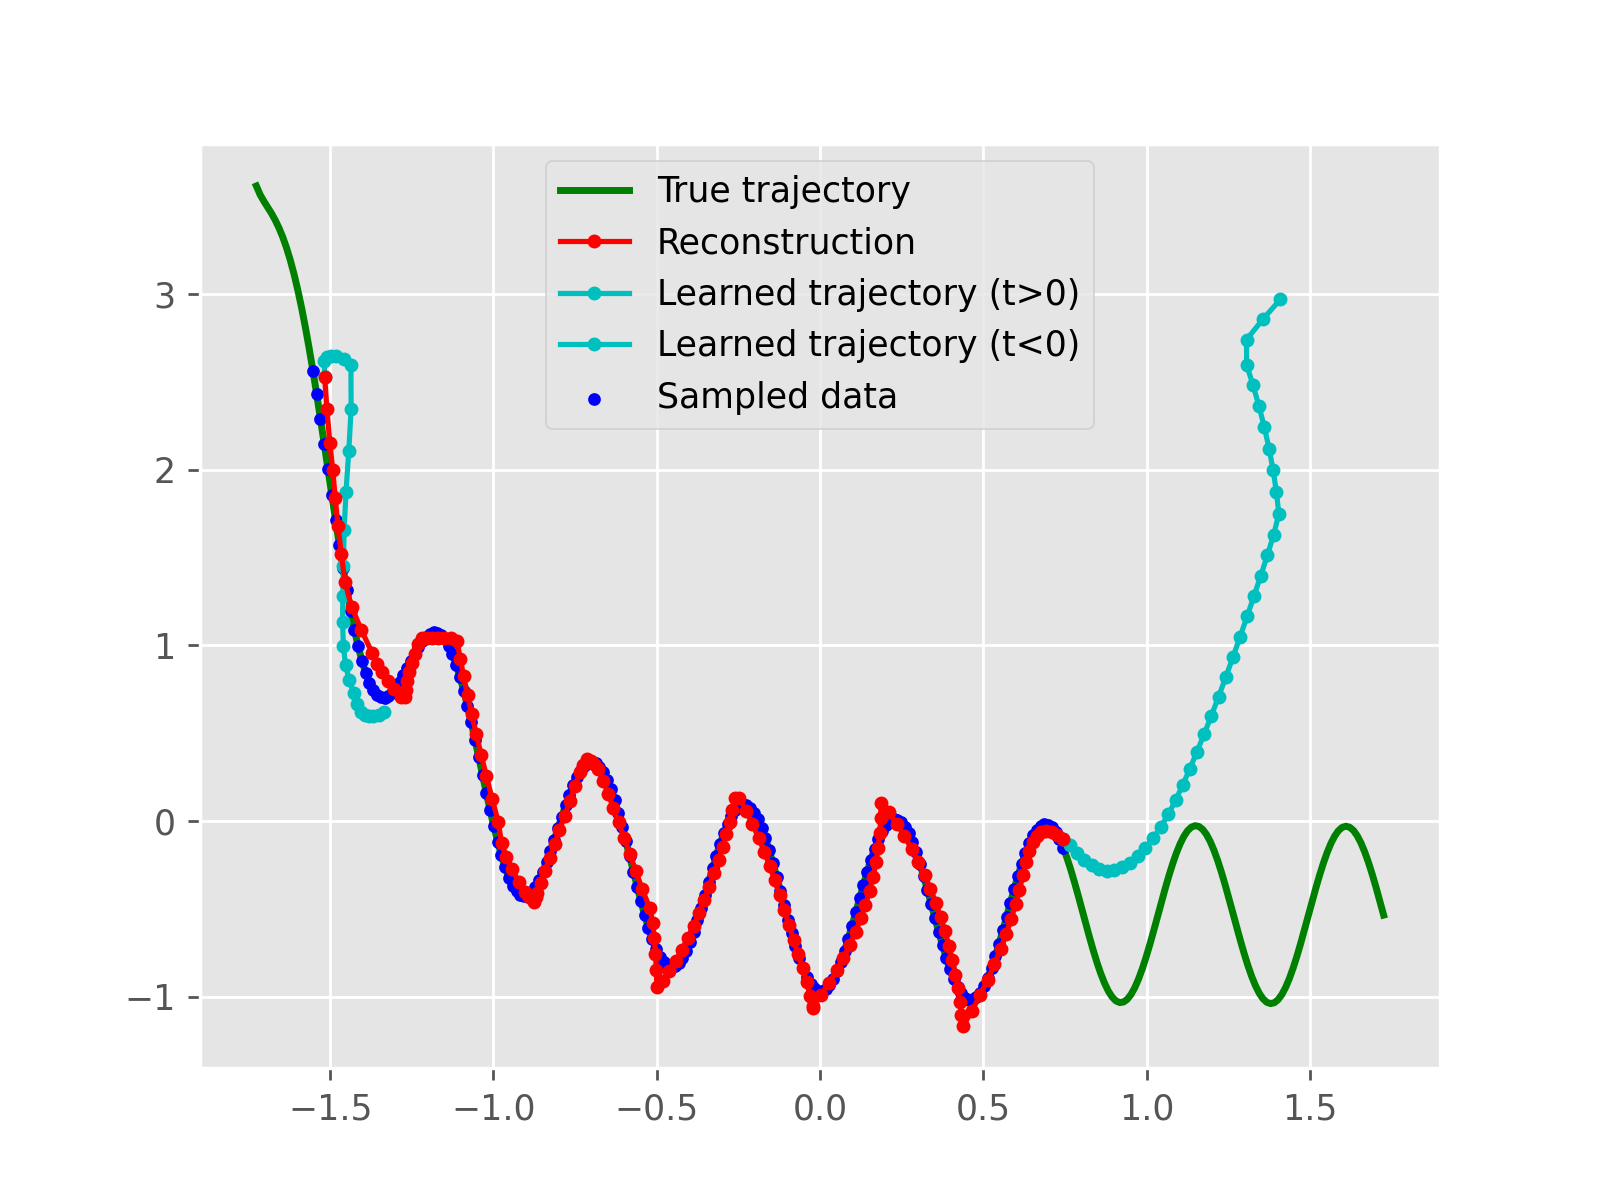 True trajectory
Reconstruction
Learned trajectory (t>0)
Learned trajectory (t<0)
Sampled data
3
2
1
0
−1
−1.5 −1.0 −0.5 0.0 0.5 1.0 1.5